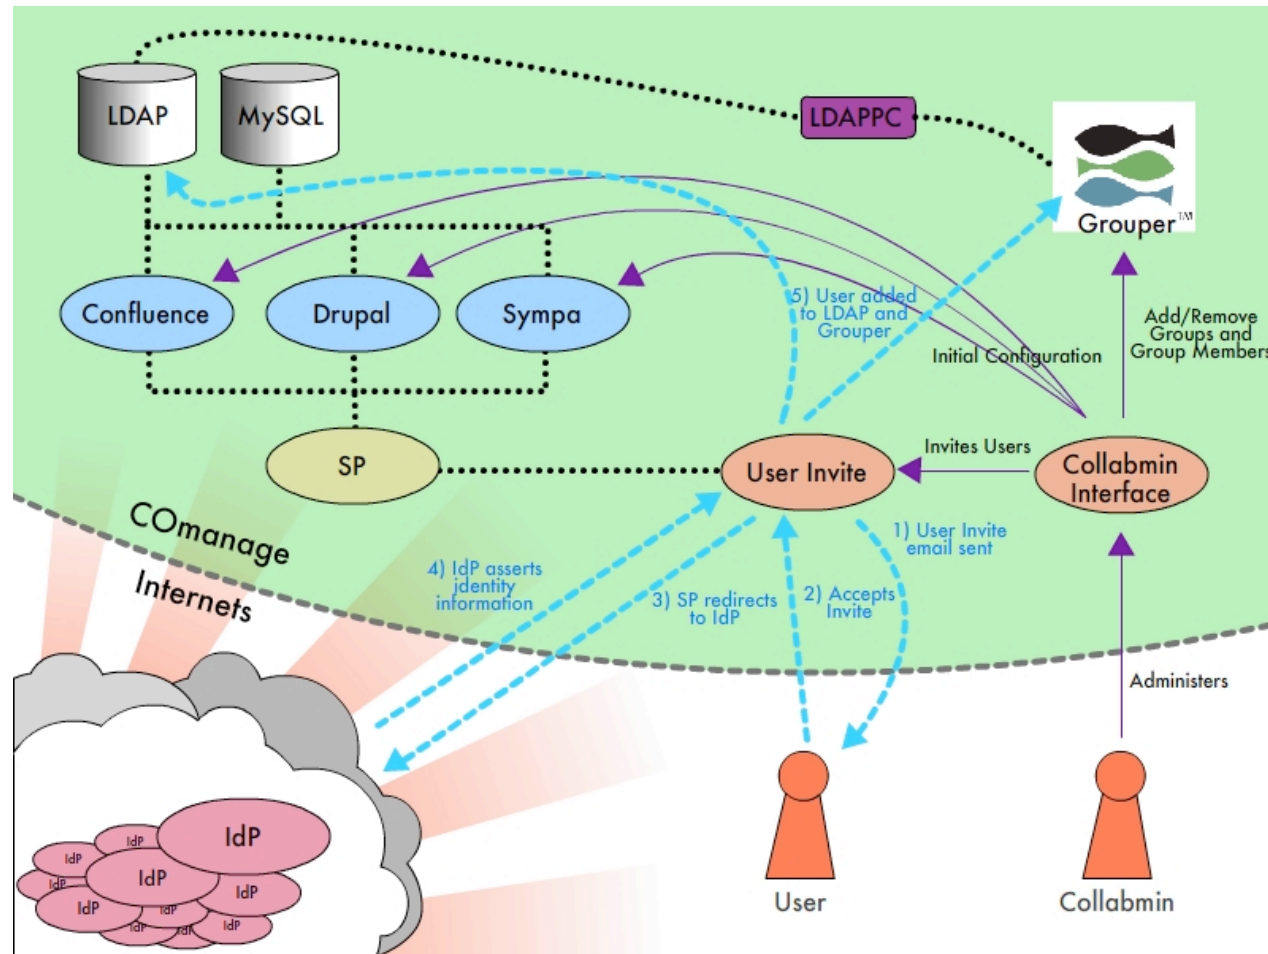 LDAP
MySQL
LDAPPC
Grouper™
Confluence
Drupal
Sympa
5) User added
to LDAP and
Grouper
Initial Configuration
Add/Remove
Groups and
Group Members
SP
User Invite
Invites Users
Collabmin
Interface
COmanage
Internets
4) IdP asserts
identity
information
3) SP redirects
to IdP
2) Accepts
Invite
1) User Invite
email sent
Administers
IdP
IdP
IdP
IdP
IdP
IdP
IdP
IdP
IdP
IdP
IdP
User
Collabmin